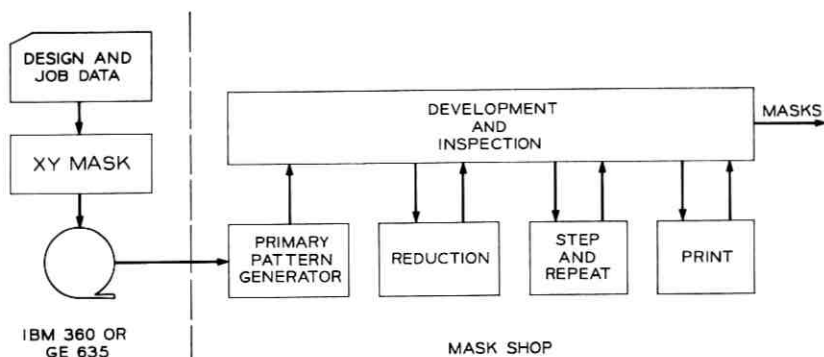 DESIGN AND
JOB DATA
XY MASK
IBM 360 OR
GE 635
DEVELOPMENT
AND
INSPECTION
MASKS
PRIMARY
PATTERN
GENERATOR
REDUCTION
STEP
AND
REPEAT
PRINT
MASK SHOP